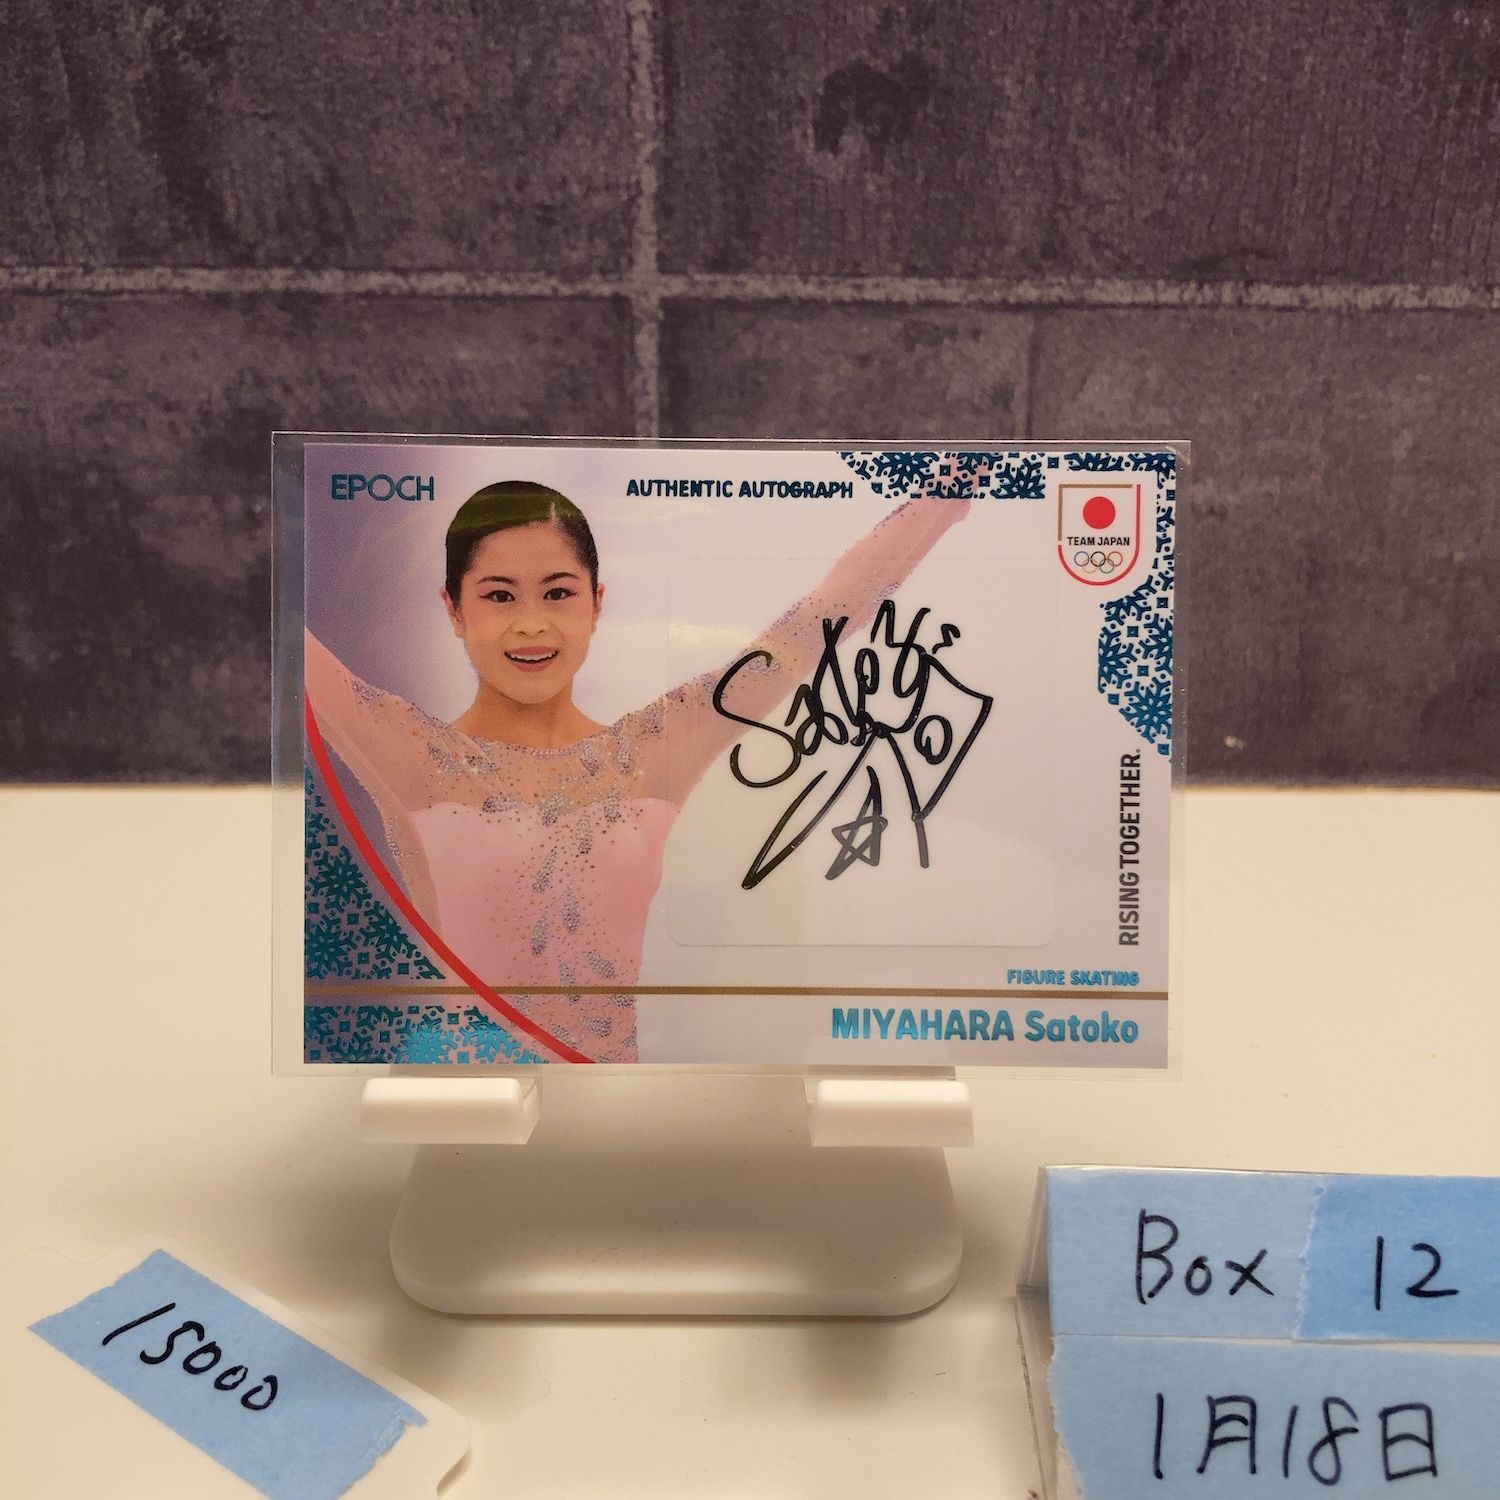 EPOCH
AUTHENTIC AUTOGRAPH
TEAM JAPAN
Satoko
RISING TOGETHER
FIGURE SKATING
MIYAHARA Satoko
15000
Box 12
1月18日